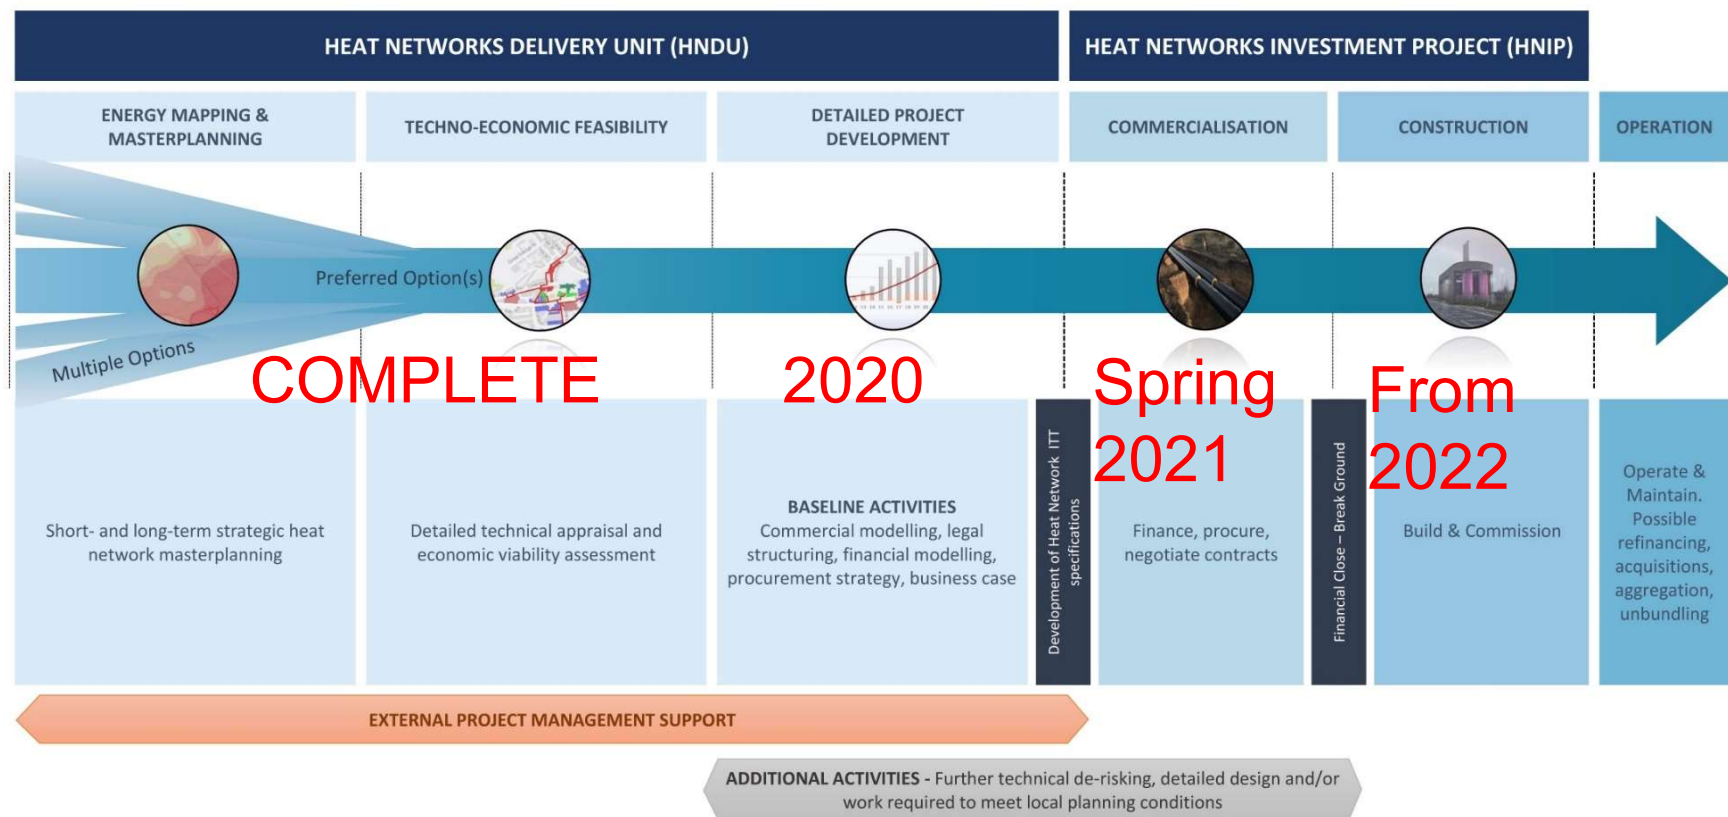 HEAT NETWORKS DELIVERY UNIT (HNDU)
HEAT NETWORKS INVESTMENT PROJECT (HNIP)
ENERGY MAPPING &
MASTERPLANNING
TECHNO-ECONOMIC FEASIBILITY
DETAILED PROJECT
DEVELOPMENT
COMMERCIALISATION
CONSTRUCTION
OPERATION
Preferred Option(s)
Multiple Options
COMPLETE
2020
Spring
2021
From
2022
Short- and long-term strategic heat
network masterplanning
Detailed technical appraisal and
economic viability assessment
BASELINE ACTIVITIES
Commercial modelling, legal
structuring, financial modelling,
procurement strategy, business case
Development of Heat Network ITT
specifications
Finance, procure,
negotiate contracts
Financial Close – Break Ground
Build & Commission
Operate &
Maintain.
Possible
refinancing,
acquisitions,
aggregation,
unbundling
EXTERNAL PROJECT MANAGEMENT SUPPORT
ADDITIONAL ACTIVITIES - Further technical de-risking, detailed design and/or
work required to meet local planning conditions